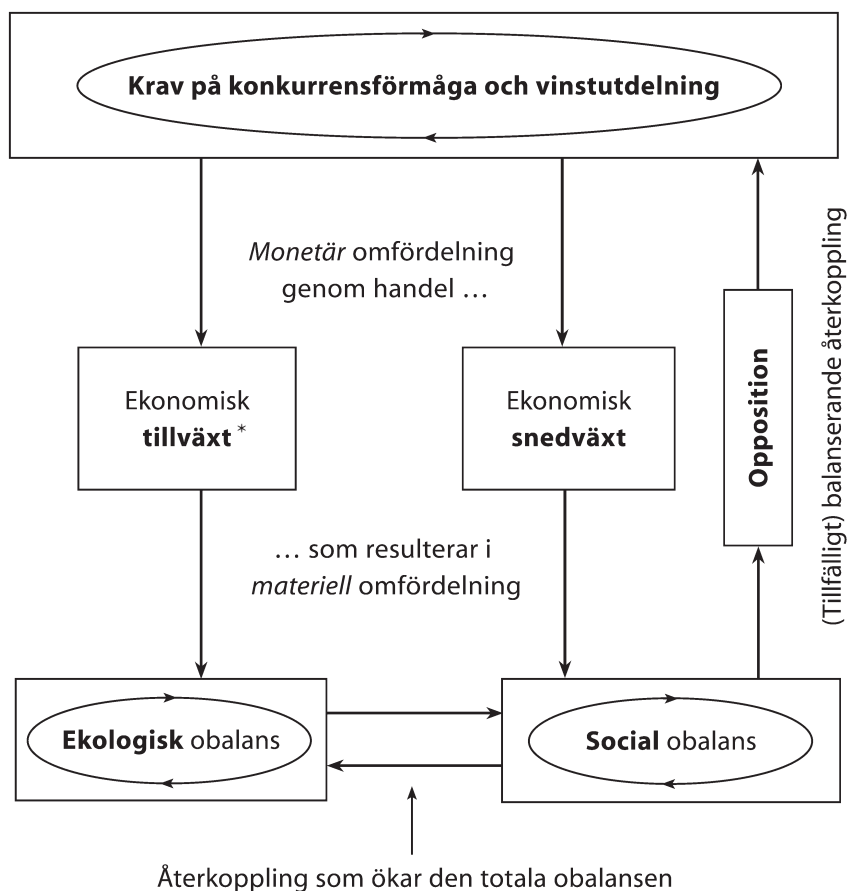 Krav på konkurrensförmåga och vinstutdelning
Monetär omfördelning
genom handel …
Ekonomisk
tillväxt *
Ekonomisk
snedväxt
Opposition
(Tillfälligt) balanserande återkoppling
… som resulterar i
materiell omfördelning
Ekologisk obalans
Social obalans
Återkoppling som ökar den totala obalansen